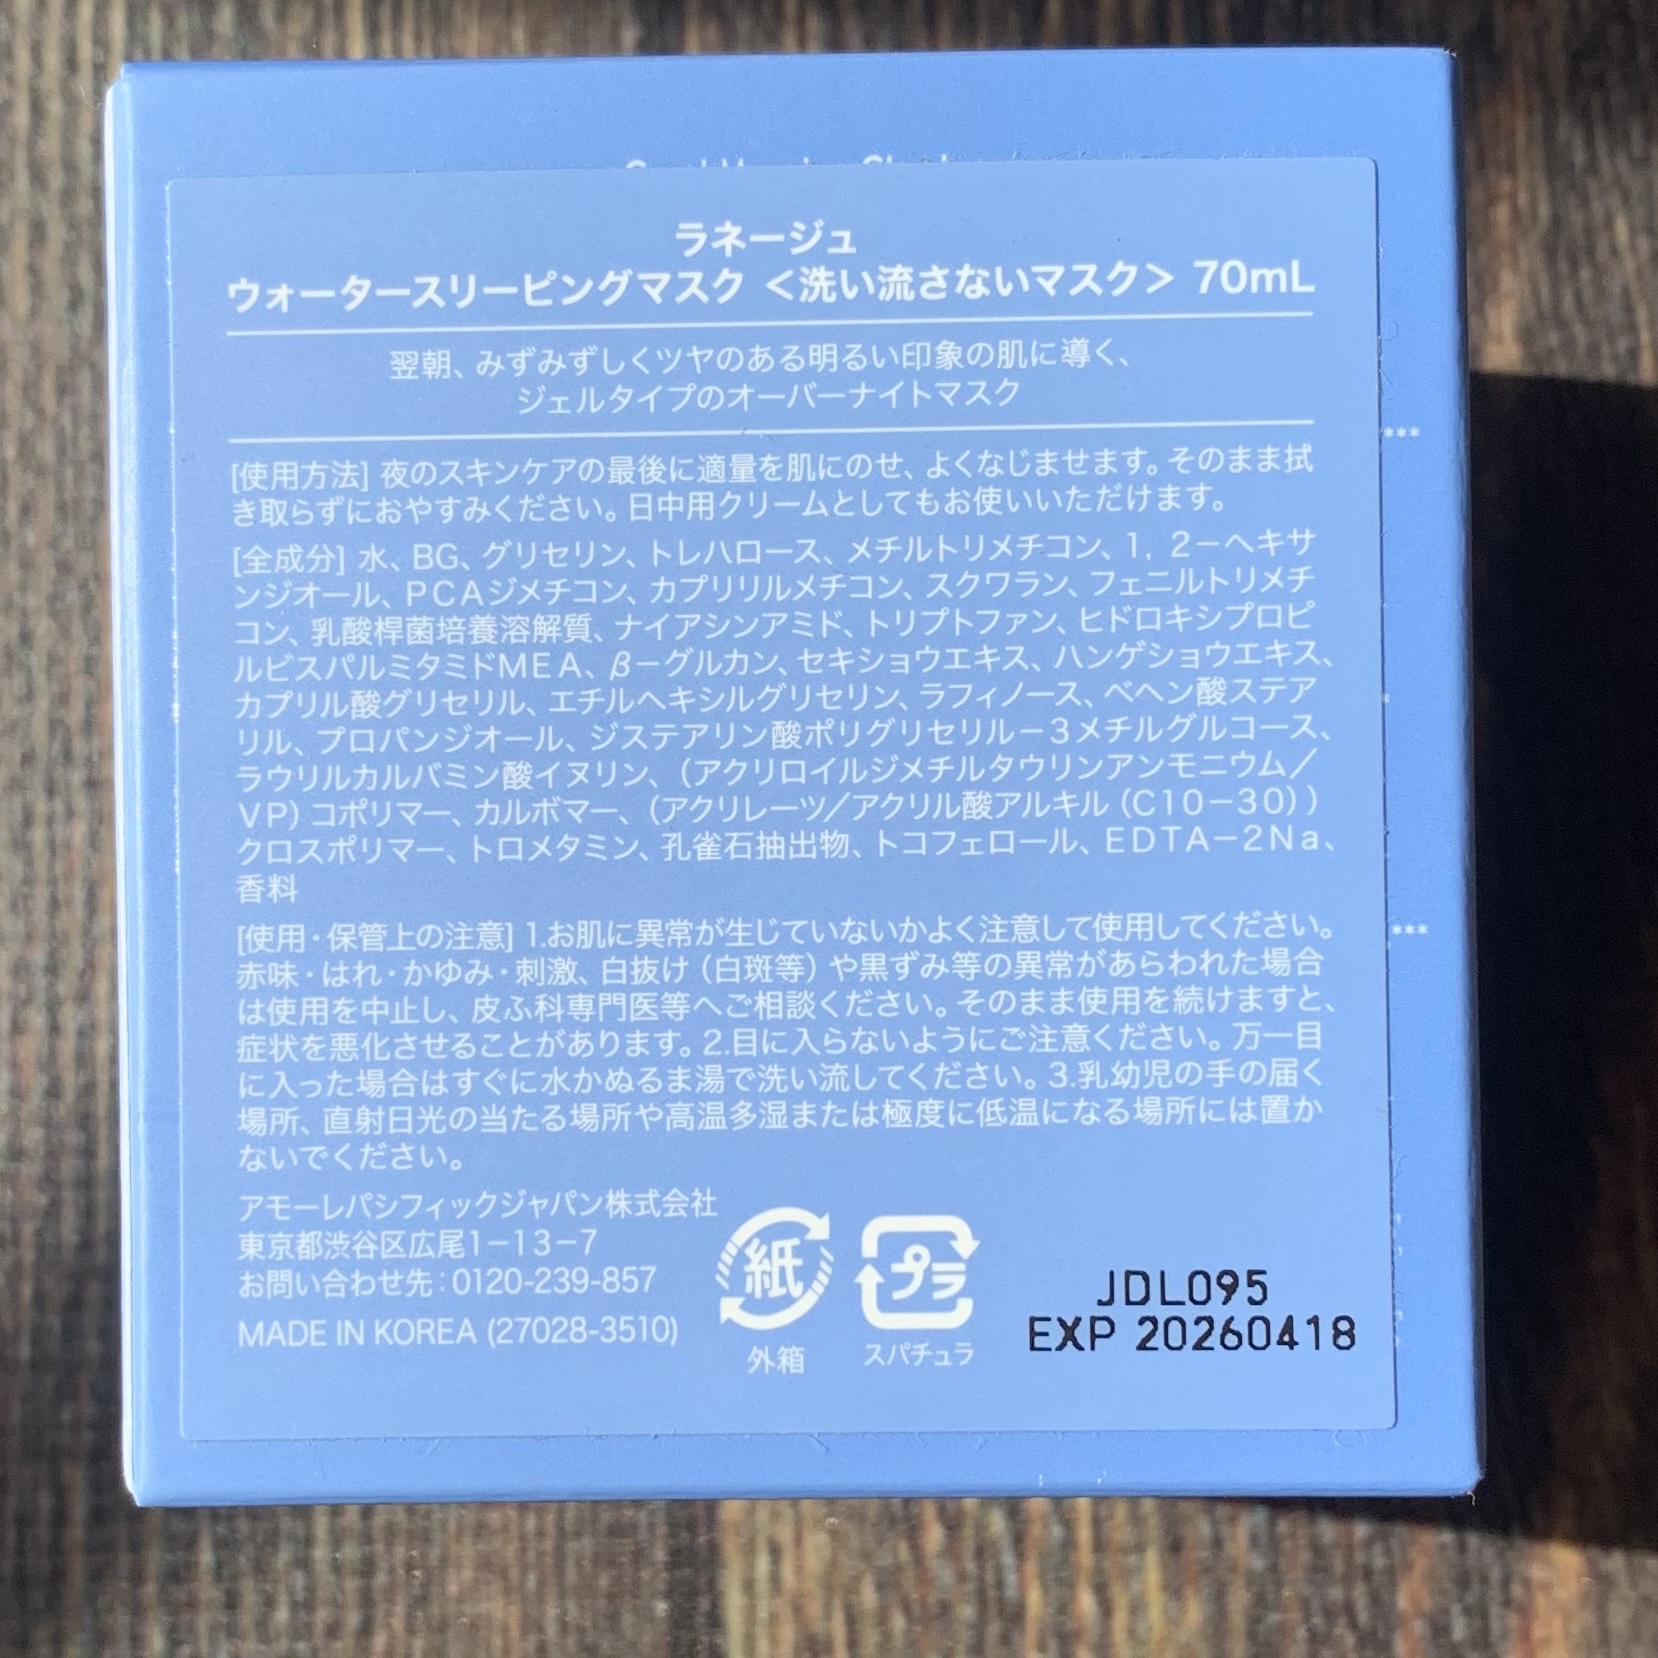 ラネージュ
ウォータースリーピングマスク <洗い流さないマスク> 70mL
翌朝、みずみずしくツヤのある明るい印象の肌に導く、
ジェルタイプのオーバーナイトマスク
[使用方法] 夜のスキンケアの最後に適量を肌にのせ、よくなじませます。そのまま拭
き取らずにおやすみください。日中用クリームとしてもお使いいただけます。
[全成分] 水、BG、グリセリン、トレハロース、メチルトリメチコン、1, 2-ヘキサ
ンジオール、PCAジメチコン、カプリリルメチコン、スクワラン、フェニルトリメチ
コン、乳酸桿菌培養溶解質、ナイアシンアミド、トリプトファン、ヒドロキシプロピ
ルビスパルミタミドMEA、β-グルカン、セキショウエキス、ハンゲショウエキス、
カプリル酸グリセリル、エチルヘキシルグリセリン、ラフィノース、ベヘン酸ステア
リル、プロパンジオール、ジステアリン酸ポリグリセリル-3メチルグルコース、
ラウリルカルバミン酸イヌリン、(アクリロイルジメチルタウリンアンモニウム/
VP) コポリマー、カルボマー、(アクリレーツ/アクリル酸アルキル (C10-30))
クロスポリマー、トロメタミン、孔雀石抽出物、トコフェロール、EDTA-2Na、
香料
[使用・保管上の注意] 1.お肌に異常が生じていないかよく注意して使用してください。
赤味・はれ・かゆみ・刺激、白抜け (白斑等) や黒ずみ等の異常があらわれた場合
は使用を中止し、皮ふ科専門医等へご相談ください。そのまま使用を続けますと、
症状を悪化させることがあります。2.目に入らないようにご注意ください。万一目
に入った場合はすぐに水かぬるま湯で洗い流してください。3.乳幼児の手の届く
場所、直射日光の当たる場所や高温多湿または極度に低温になる場所には置か
ないでください。
アモーレパシフィックジャパン株式会社
東京都渋谷区広尾1-13-7
お問い合わせ先:0120-239-857
MADE IN KOREA (27028-3510)
紙
外箱
プラ
スパチュラ
JDL095
EXP 20260418
***
***